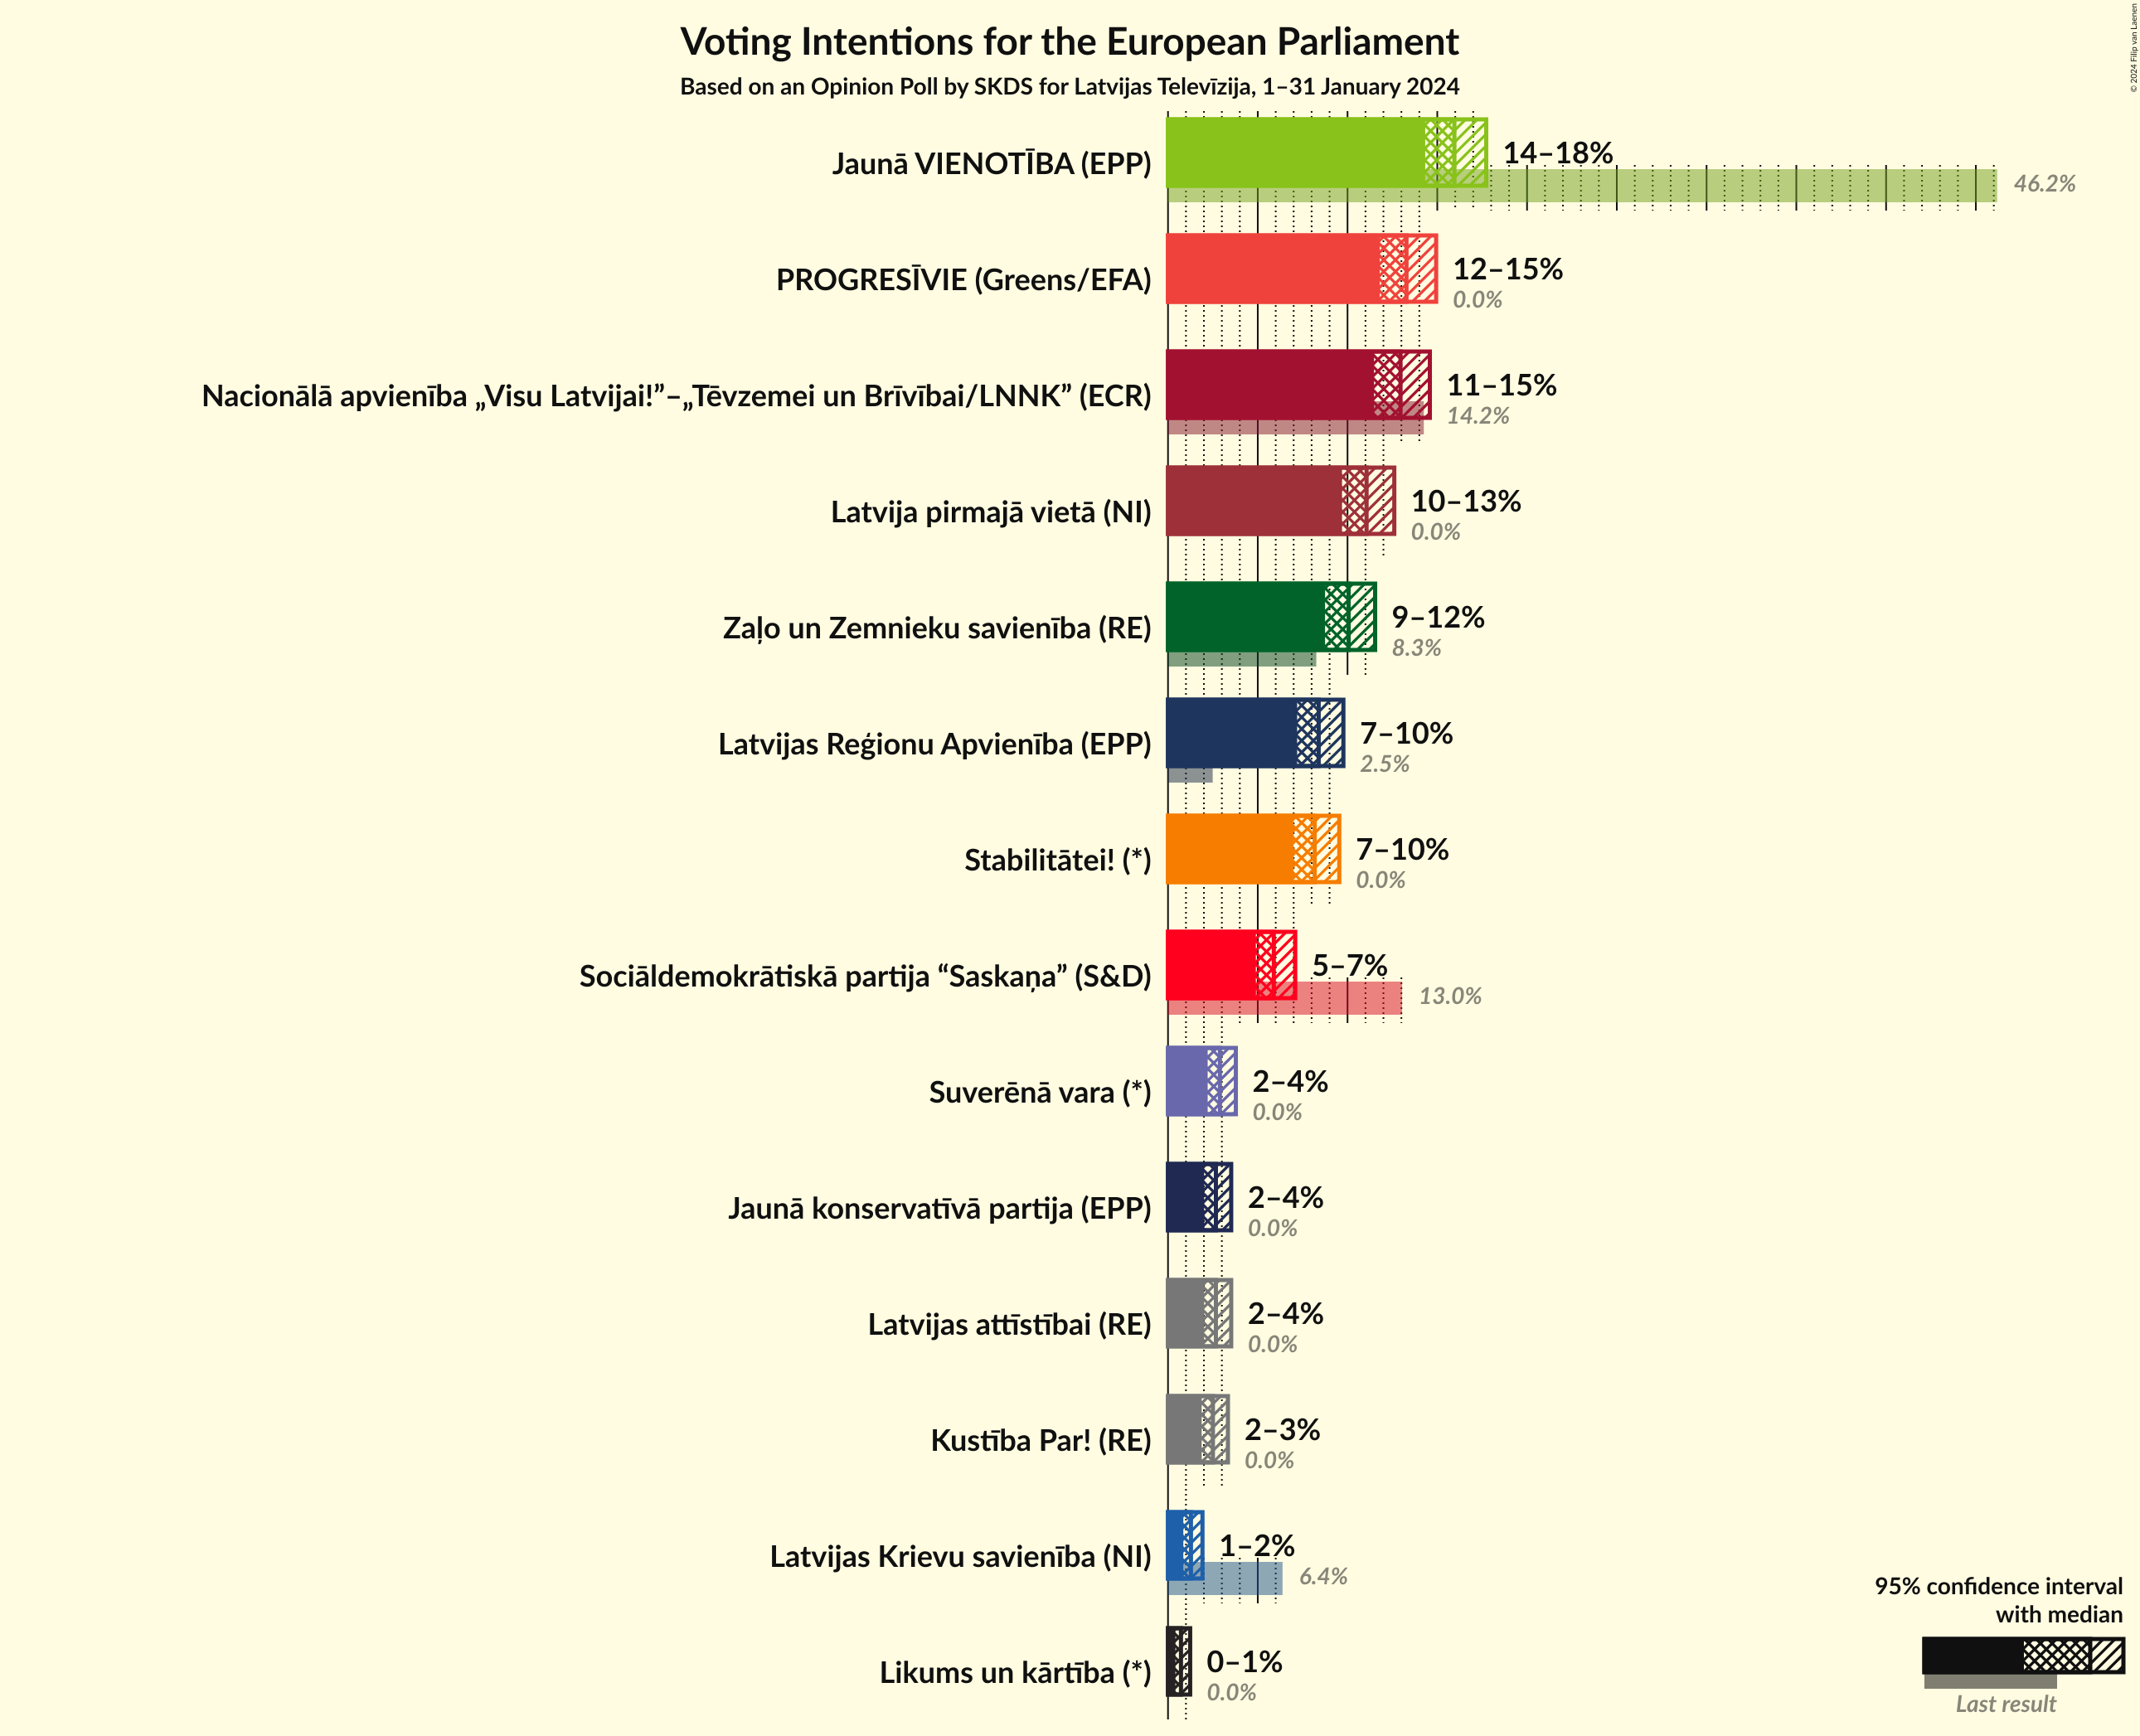 Voting Intentions for the European Parliament
Based on an Opinion Poll by SKDS for Latvijas Televīzija, 1–31 January 2024
© 2024 Filip van Laenen
Jaunā VIENOTĪBA (EPP)
14–18%
46.2%
PROGRESĪVIE (Greens/EFA)
12–15%
0.0%
Nacionālā apvienība „Visu Latvijai!”–„Tēvzemei un Brīvībai/LNNK” (ECR)
11–15%
14.2%
Latvija pirmajā vietā (NI)
10–13%
0.0%
Zaļo un Zemnieku savienība (RE)
9–12%
8.3%
Latvijas Reģionu Apvienība (EPP)
7–10%
2.5%
Stabilitātei! (*)
7–10%
0.0%
Sociāldemokrātiskā partija “Saskaņa” (S&D)
5–7%
13.0%
Suverēnā vara (*)
2–4%
0.0%
Jaunā konservatīvā partija (EPP)
2–4%
0.0%
Latvijas attīstībai (RE)
2–4%
0.0%
Kustība Par! (RE)
2–3%
0.0%
Latvijas Krievu savienība (NI)
1–2%
6.4%
Likums un kārtība (*)
0–1%
0.0%
95% confidence interval
with median
Last result